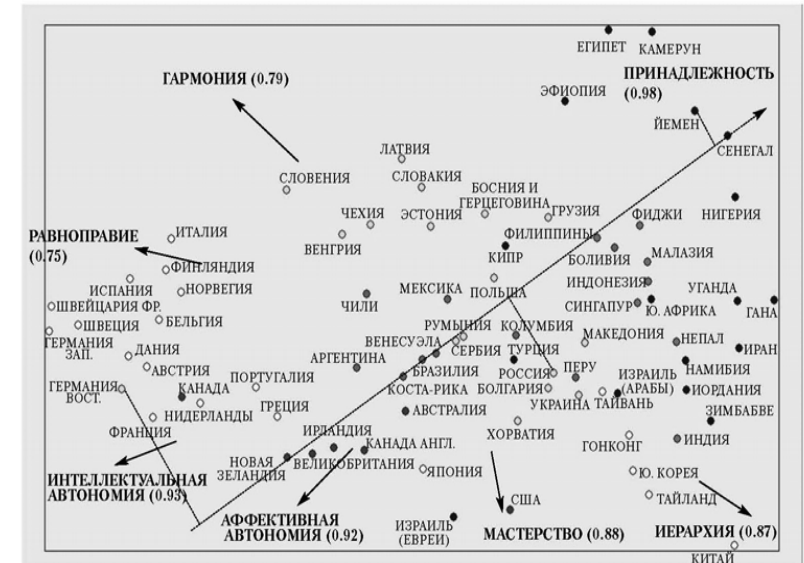 ЕГИПЕТ КАМЕРУН
ГАРМОНИЯ (0.79)
ПРИНАДЛЕЖНОСТЬ
(0.98)
ЭФИОПИЯ
ЙЕМЕН
СЕНЕГАЛ
ЛАТВИЯ
СЛОВЕНИЯ
СЛОВАКИЯ
БОСНИЯ И
ГЕРЦЕГОВИНА
ЧЕХИЯ
ЭСТОНИЯ
ГРУЗИЯ
ФИДЖИ
НИГЕРИЯ
РАВНОПРАВИЕ
(0.75)
ИТАЛИЯ
ВЕНГРИЯ
ФИЛИППИНЫ
КИПР
БОЛИВИЯ
МАЛАЗИЯ
ФИНЛЯНДИЯ
ИСПАНИЯ
НОРВЕГИЯ
ЧИЛИ
МЕКСИКА
ПОЛЬША
ИНДОНЕЗИЯ
УГАНДА
ШВЕЙЦАРИЯ ФР.
СИНГАПУР
Ю. АФРИКА
ГАНА
ШВЕЦИЯ
БЕЛЬГИЯ
РУМЫНИЯ
КОЛУМБИЯ
МАКЕДОНИЯ
НЕПАЛ
ГЕРМАНИЯ
ЗАП.
ДАНИЯ
ВЕНЕСУЭЛА
СЕРБИЯ
ТУРЦИЯ
ИРАН
АВСТРИЯ
АРГЕНТИНА
БРАЗИЛИЯ
РОССИЯ
ПЕРУ
ИЗРАИЛЬ
(АРАБЫ)
НАМИБИЯ
ГЕРМАНИЯ
ВОСТ.
КАНАДА
ПОРТУГАЛИЯ
КОСТА-РИКА
БОЛГАРИЯ
УКРАИНА
ТАЙВАНЬ
ИОРДАНИЯ
НИДЕРЛАНДЫ
ГРЕЦИЯ
АВСТРАЛИЯ
ЗИМБАБВЕ
ФРАНЦИЯ
ИРЛАНДИЯ
КАНАДА АНГЛ.
ХОРВАТИЯ
ГОНКОНГ
ИНДИЯ
НОВАЯ
ЗЕЛАНДИЯ
ВЕЛИКОБРИТАНИЯ
ЯПОНИЯ
Ю. КОРЕЯ
ИНТЕЛЛЕКТУАЛЬНАЯ
АВТОНОМИЯ (0.93)
США
ТАЙЛАНД
АФФЕКТИВНАЯ
АВТОНОМИЯ (0.92)
ИЗРАИЛЬ
(ЕВРЕИ)
МАСТЕРСТВО (0.88)
ИЕРАРХИЯ (0.87)
КИТАЙ